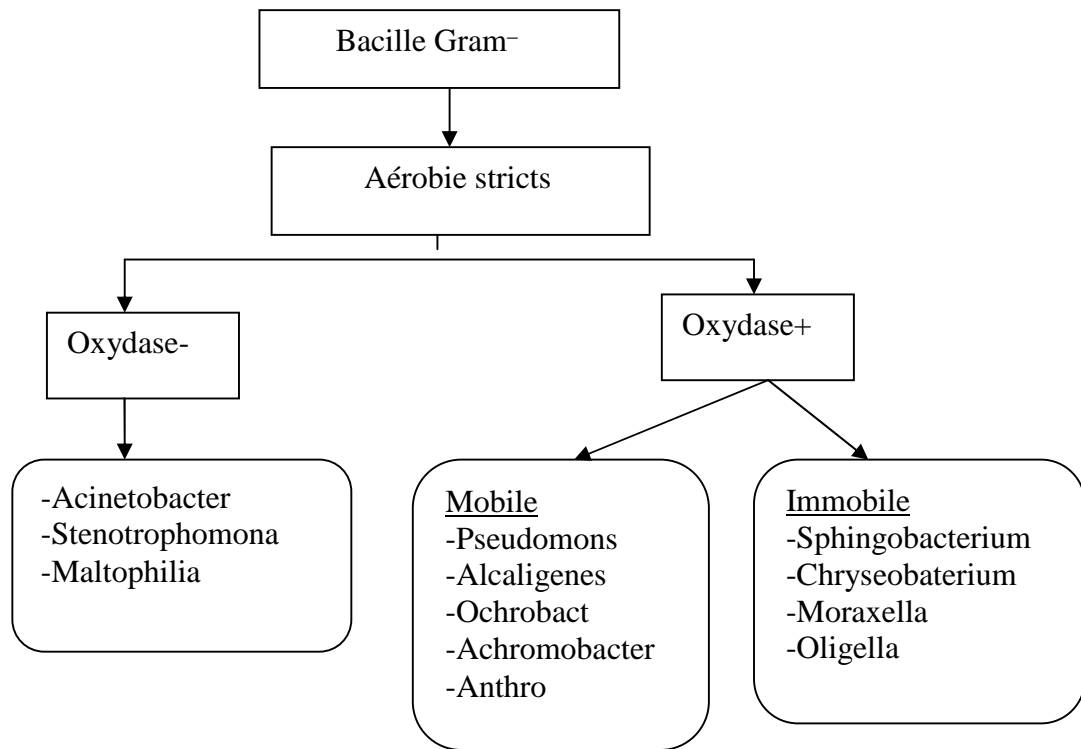 Bacille Gram⁻
Aérobie stricts
Oxydase-
Oxydase+
-Acinetobacter
-Stenotrophomona
-Maltophilia
Mobile
-Pseudomons
-Alcaligenes
-Ochrobact
-Achromobacter
-Anthro
Immobile
-Sphingobacterium
-Chryseobaterium
-Moraxella
-Oligella